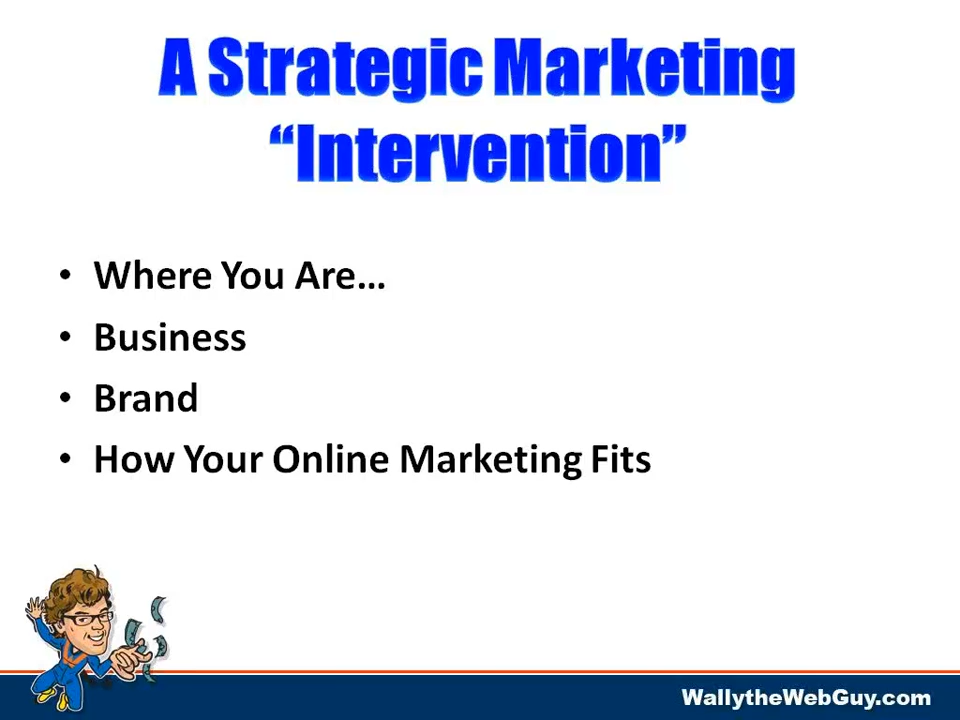 A Strategic Marketing
“Intervention”
• Where You Are…
• Business
• Brand
• How Your Online Marketing Fits
WallytheWebGuy.com